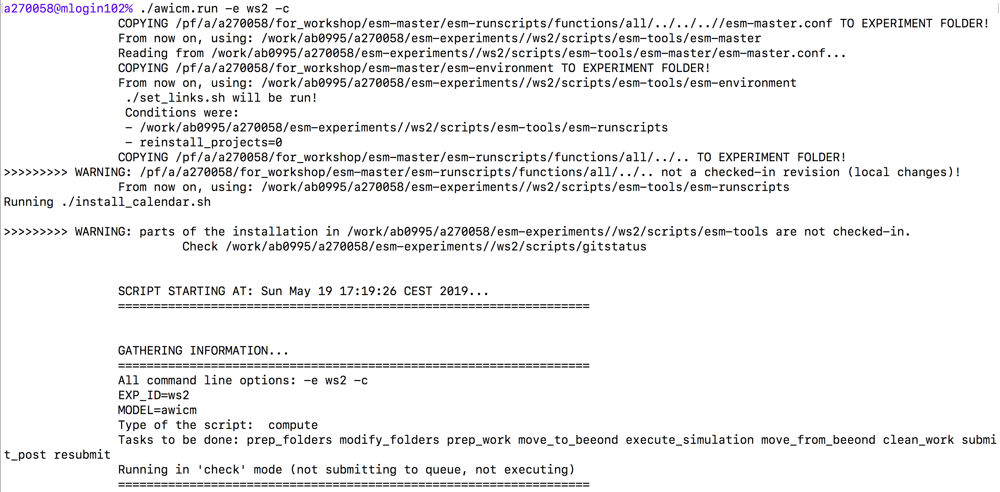 a270058@mlogin102% ./awicm.run -e ws2 -c
COPYING /pf/a/a270058/for_workshop/esm-master/esm-runscripts/functions/all/../../..//esm-master.conf TO EXPERIMENT FOLDER!
From now on, using: /work/ab0995/a270058/esm-experiments//ws2/scripts/esm-tools/esm-master
Reading from /work/ab0995/a270058/esm-experiments//ws2/scripts/esm-tools/esm-master/esm-master.conf...
COPYING /pf/a/a270058/for_workshop/esm-master/esm-environment TO EXPERIMENT FOLDER!
From now on, using: /work/ab0995/a270058/esm-experiments//ws2/scripts/esm-tools/esm-environment
./set_links.sh will be run!
Conditions were:
- /work/ab0995/a270058/esm-experiments//ws2/scripts/esm-tools/esm-runscripts
- reinstall_projects=0
COPYING /pf/a/a270058/for_workshop/esm-master/esm-runscripts/functions/all/../.. TO EXPERIMENT FOLDER!
>>>>>>>>> WARNING: /pf/a/a270058/for_workshop/esm-master/esm-runscripts/functions/all/../.. not a checked-in revision (local changes)!
From now on, using: /work/ab0995/a270058/esm-experiments//ws2/scripts/esm-tools/esm-runscripts
Running ./install_calendar.sh
>>>>>>>>> WARNING: parts of the installation in /work/ab0995/a270058/esm-experiments//ws2/scripts/esm-tools are not checked-in.
Check /work/ab0995/a270058/esm-experiments//ws2/scripts/gitstatus
SCRIPT STARTING AT: Sun May 19 17:19:26 CEST 2019...
==================================================================
GATHERING INFORMATION...
==================================================================
All command line options: -e ws2 -c
EXP_ID=ws2
MODEL=awicm
Type of the script:  compute
Tasks to be done: prep_folders modify_folders prep_work move_to_beeond execute_simulation move_from_beeond clean_work submi
t_post resubmit
Running in 'check' mode (not submitting to queue, not executing)
==================================================================